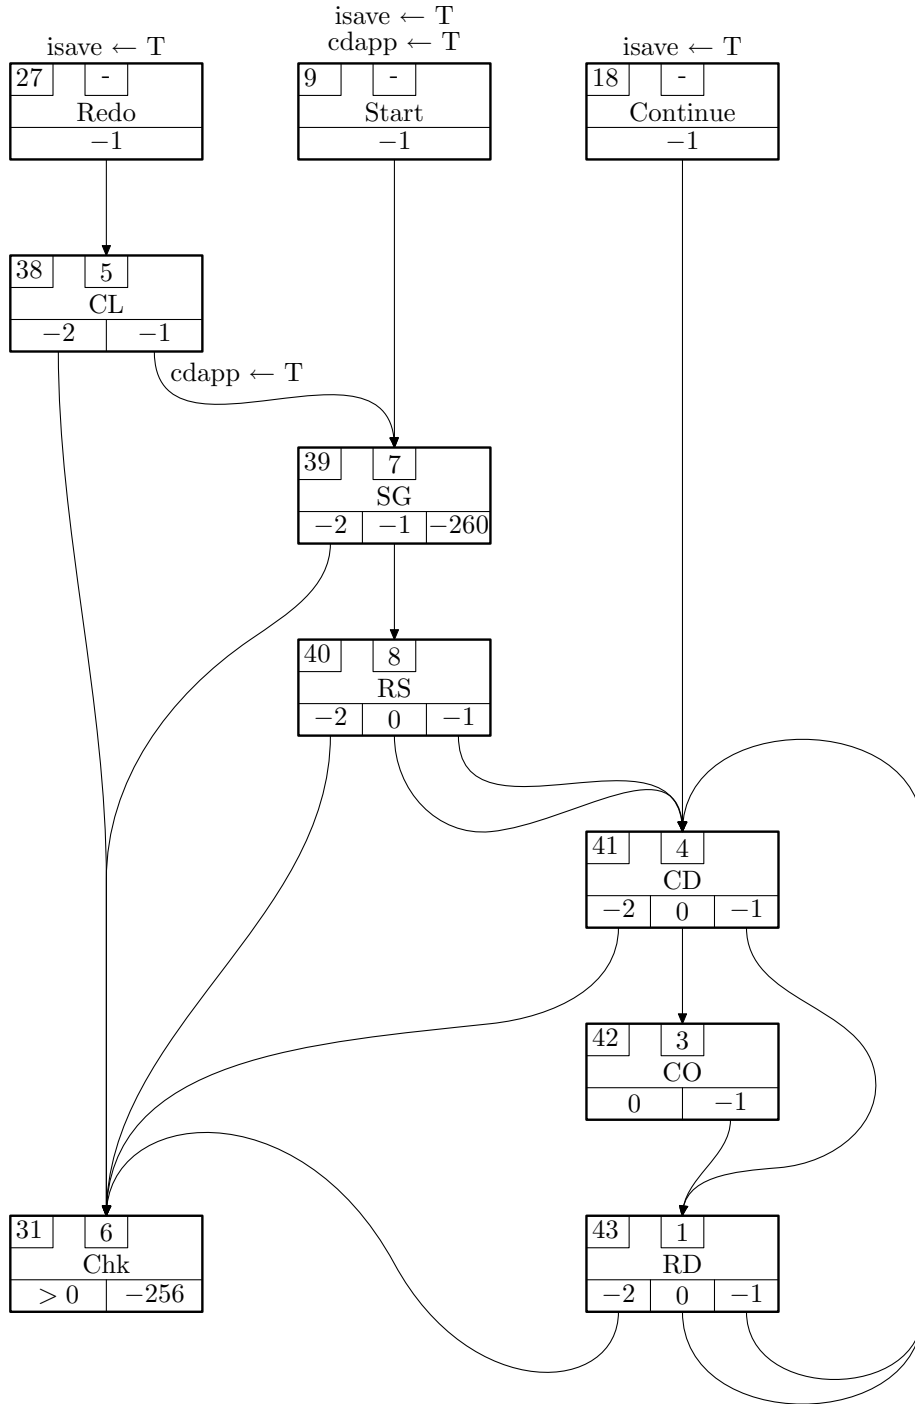 isave ← T
isave ← T
cdapp ← T
isave ← T
27 -
Redo
−1
9 -
Start
−1
18 -
Continue
−1
38 5
CL
−2 −1
cdapp ← T
39 7
SG
−2 −1 −260
40 8
RS
−2 0 −1
41 4
CD
−2 0 −1
42 3
CO
0 −1
31 6
Chk
> 0 −256
43 1
RD
−2 0 −1